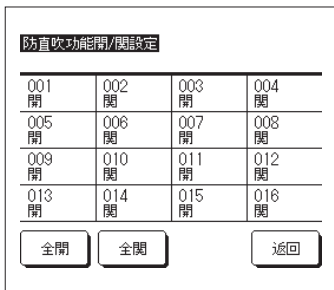 防直吹功能開/関設定
001 002 003 004
開 関 開 関
005 006 007 008
開 関 開 関
009 010 011 012
開 関 開 関
013 014 015 016
開 関 開 関
全開 全関 返回